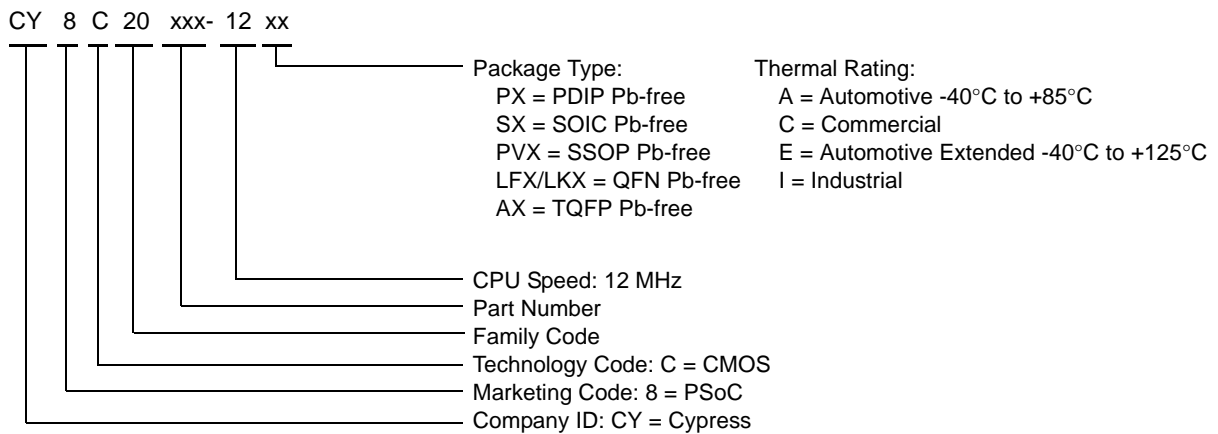 CY 8 C 20 xxx- 12 xx
Package Type: Thermal Rating:
PX = PDIP Pb-free A = Automotive -40°C to +85°C
SX = SOIC Pb-free C = Commercial
PVX = SSOP Pb-free E = Automotive Extended -40°C to +125°C
LFX/LKX = QFN Pb-free I = Industrial
AX = TQFP Pb-free
CPU Speed: 12 MHz
Part Number
Family Code
Technology Code: C = CMOS
Marketing Code: 8 = PSoC
Company ID: CY = Cypress